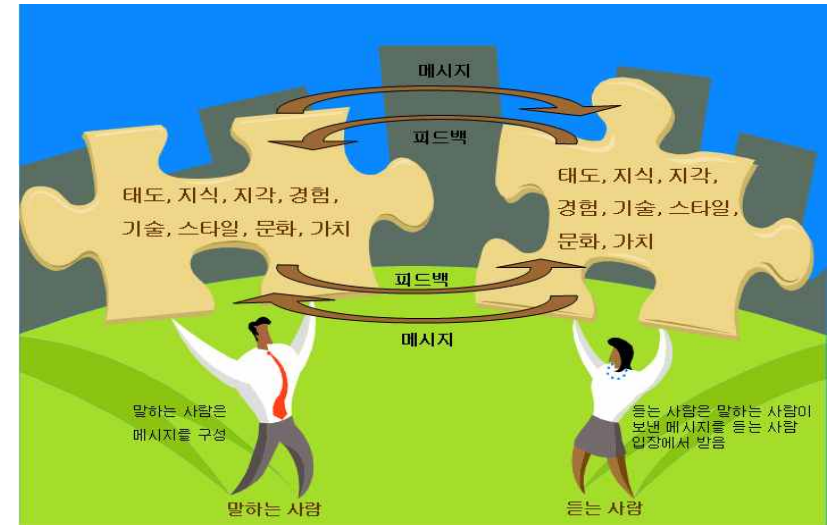 메시지
피드백
태도, 지식, 지각, 경험,
기술, 스타일, 문화, 가치
태도, 지식, 지각,
경험, 기술, 스타일,
문화, 가치
피드백
메시지
말하는 사람은
메시지를 구성
듣는 사람은 말하는 사람이
보낸 메시지를 듣는 사람
입장에서 받음
말하는 사람
듣는 사람